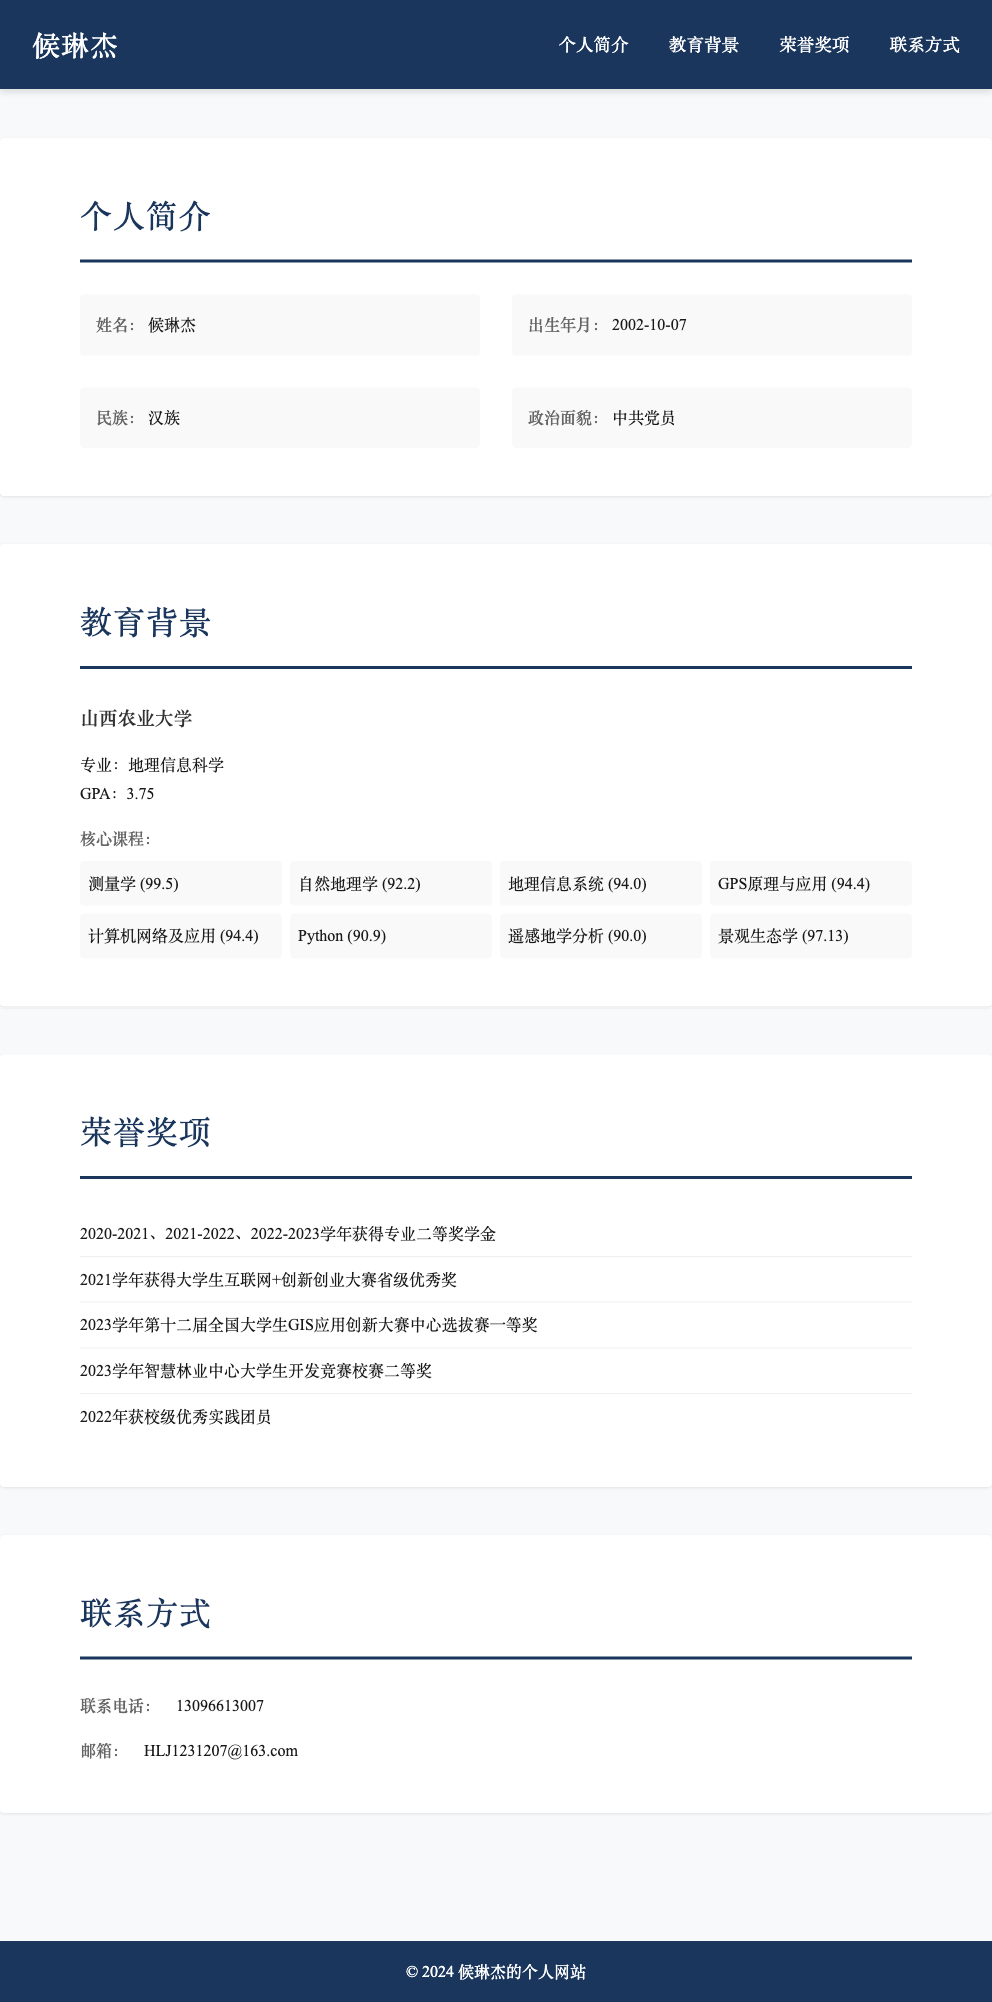 候琳杰
个人简介 教育背景 荣誉奖项 联系方式
个人简介
姓名： 候琳杰 出生年月： 2002-10-07
民族： 汉族 政治面貌： 中共党员
教育背景
山西农业大学
专业：地理信息科学
GPA：3.75
核心课程：
测量学 (99.5) 自然地理学 (92.2) 地理信息系统 (94.0) GPS原理与应用 (94.4)
计算机网络及应用 (94.4) Python (90.9) 遥感地学分析 (90.0) 景观生态学 (97.13)
荣誉奖项
2020-2021、2021-2022、2022-2023学年获得专业二等奖学金
2021学年获得大学生互联网+创新创业大赛省级优秀奖
2023学年第十二届全国大学生GIS应用创新大赛中心选拔赛一等奖
2023学年智慧林业中心大学生开发竞赛校赛二等奖
2022年获校级优秀实践团员
联系方式
联系电话： 13096613007
邮箱： HLJ1231207@163.com
© 2024 候琳杰的个人网站